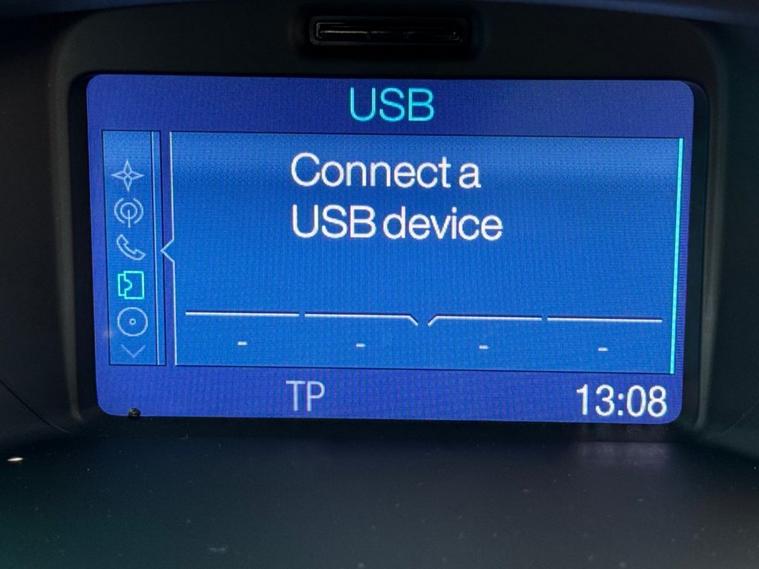 USB
Connect a
USB device
- - - -
TP 13:08